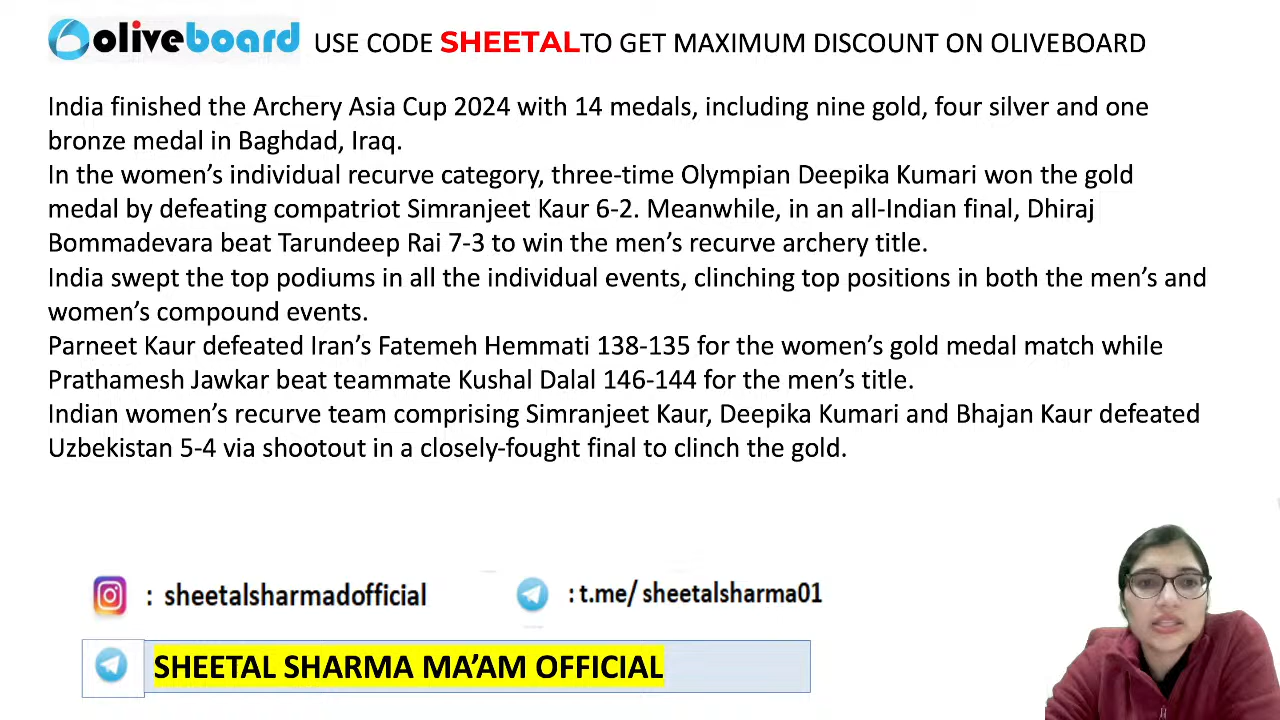 oliveboard USE CODE SHEETAL TO GET MAXIMUM DISCOUNT ON OLIVEBOARD
India finished the Archery Asia Cup 2024 with 14 medals, including nine gold, four silver and one
bronze medal in Baghdad, Iraq.
In the women’s individual recurve category, three-time Olympian Deepika Kumari won the gold
medal by defeating compatriot Simranjeet Kaur 6-2. Meanwhile, in an all-Indian final, Dhiraj
Bommadevara beat Tarundeep Rai 7-3 to win the men’s recurve archery title.
India swept the top podiums in all the individual events, clinching top positions in both the men’s and
women’s compound events.
Parneet Kaur defeated Iran’s Fatemeh Hemmati 138-135 for the women’s gold medal match while
Prathamesh Jawkar beat teammate Kushal Dalal 146-144 for the men’s title.
Indian women’s recurve team comprising Simranjeet Kaur, Deepika Kumari and Bhajan Kaur defeated
Uzbekistan 5-4 via shootout in a closely-fought final to clinch the gold.
: sheetalsharmadofficial : t.me/ sheetalsharma01
SHEETAL SHARMA MA’AM OFFICIAL